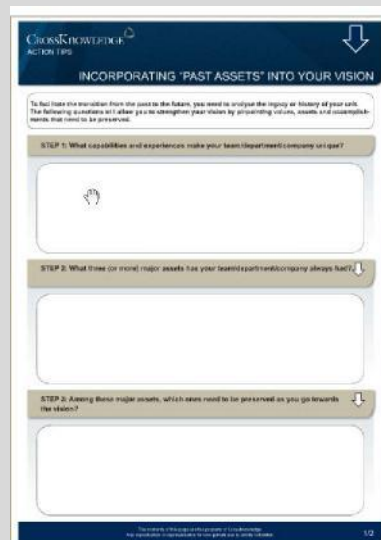 CROSSKNOWLEDGE
ACTION TIPS
INCORPORATING "PAST ASSETS" INTO YOUR VISION
To facilitate the transition from the past to the future, you need to analyse the legacy or history of your unit.
The following questions will allow you to strengthen your vision by pinpointing values, assets and accomplish-
ments that need to be preserved.
STEP 1: What capabilities and experiences make your team/department/company unique?
STEP 2: What three (or more) major assets has your team/department/company always had?
STEP 3: Among these major assets, which ones need to be preserved as you go towards
the vision?
1/2